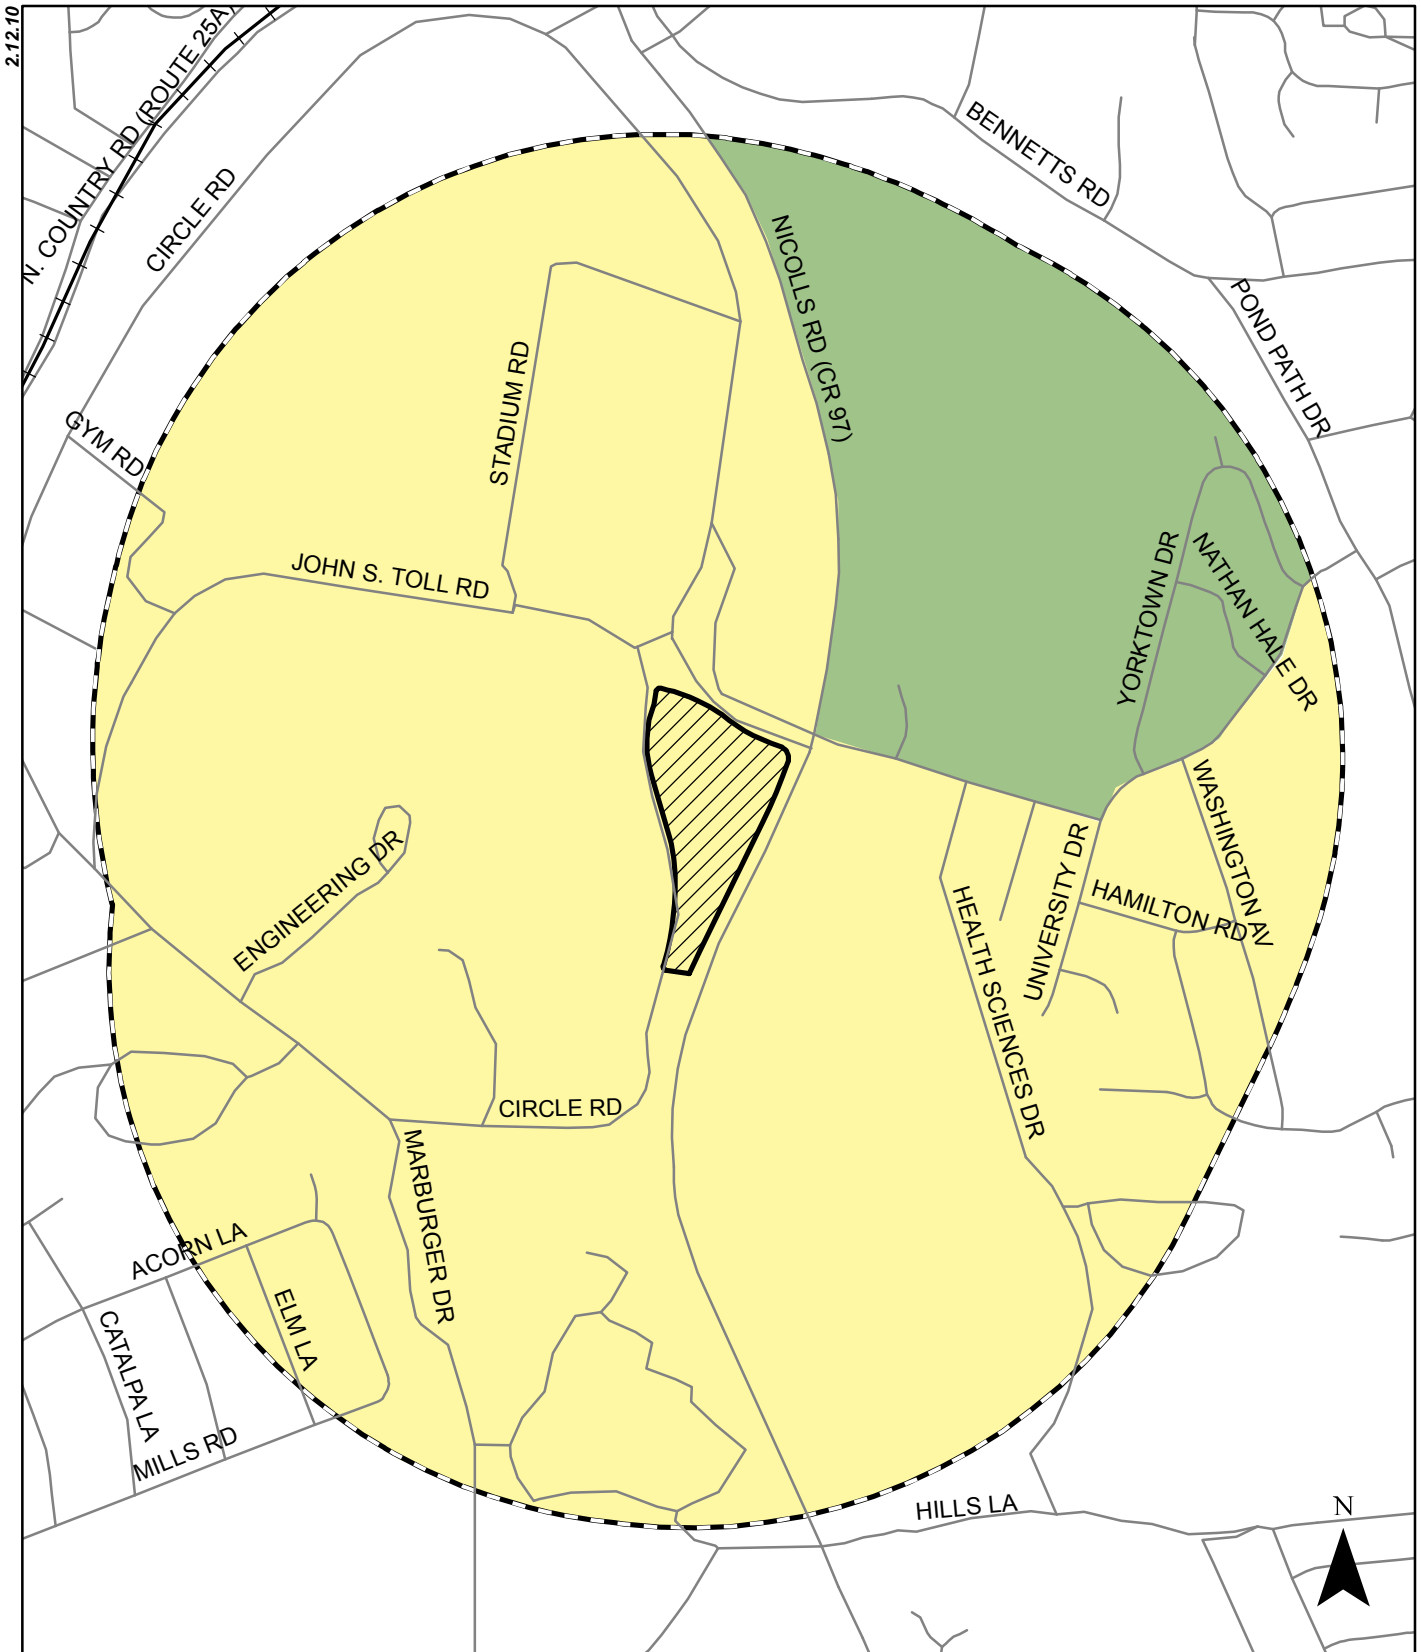 2.12.10
N. COUNTRY RD (ROUTE 25A)
CIRCLE RD
BENNETTS RD
NICOLLS RD (CR 97)
POND PATH DR
STADIUM RD
GYM RD
JOHN S. TOLL RD
YORKTOWN DR
NATHAN HALE DR
WASHINGTON AV
ENGINEERING DR
UNIVERSITY DR
HAMILTON RD
HEALTH SCIENCES DR
CIRCLE RD
MARBURGER DR
ACORN LA
ELM LA
CATALPA LA
MILLS RD
HILLS LA
N